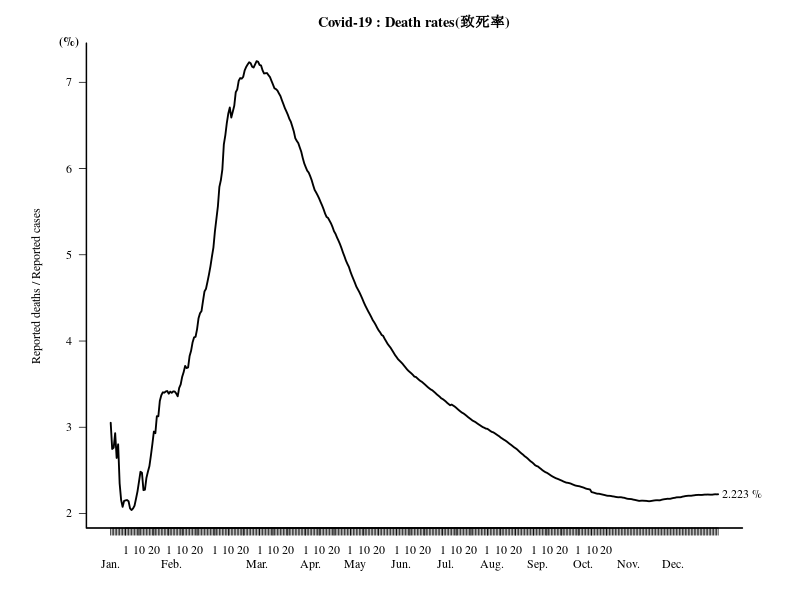 Covid-19 : Death rates(致死率)
(%)
7
6
5
4
3
2
Reported deaths / Reported cases
2.223 %
1 10 20 1 10 20 1 10 20 1 10 20 1 10 20 1 10 20 1 10 20 1 10 20 1 10 20 1 10 20 1 10 20
Jan. Feb. Mar. Apr. May Jun. Jul. Aug. Sep. Oct. Nov. Dec.